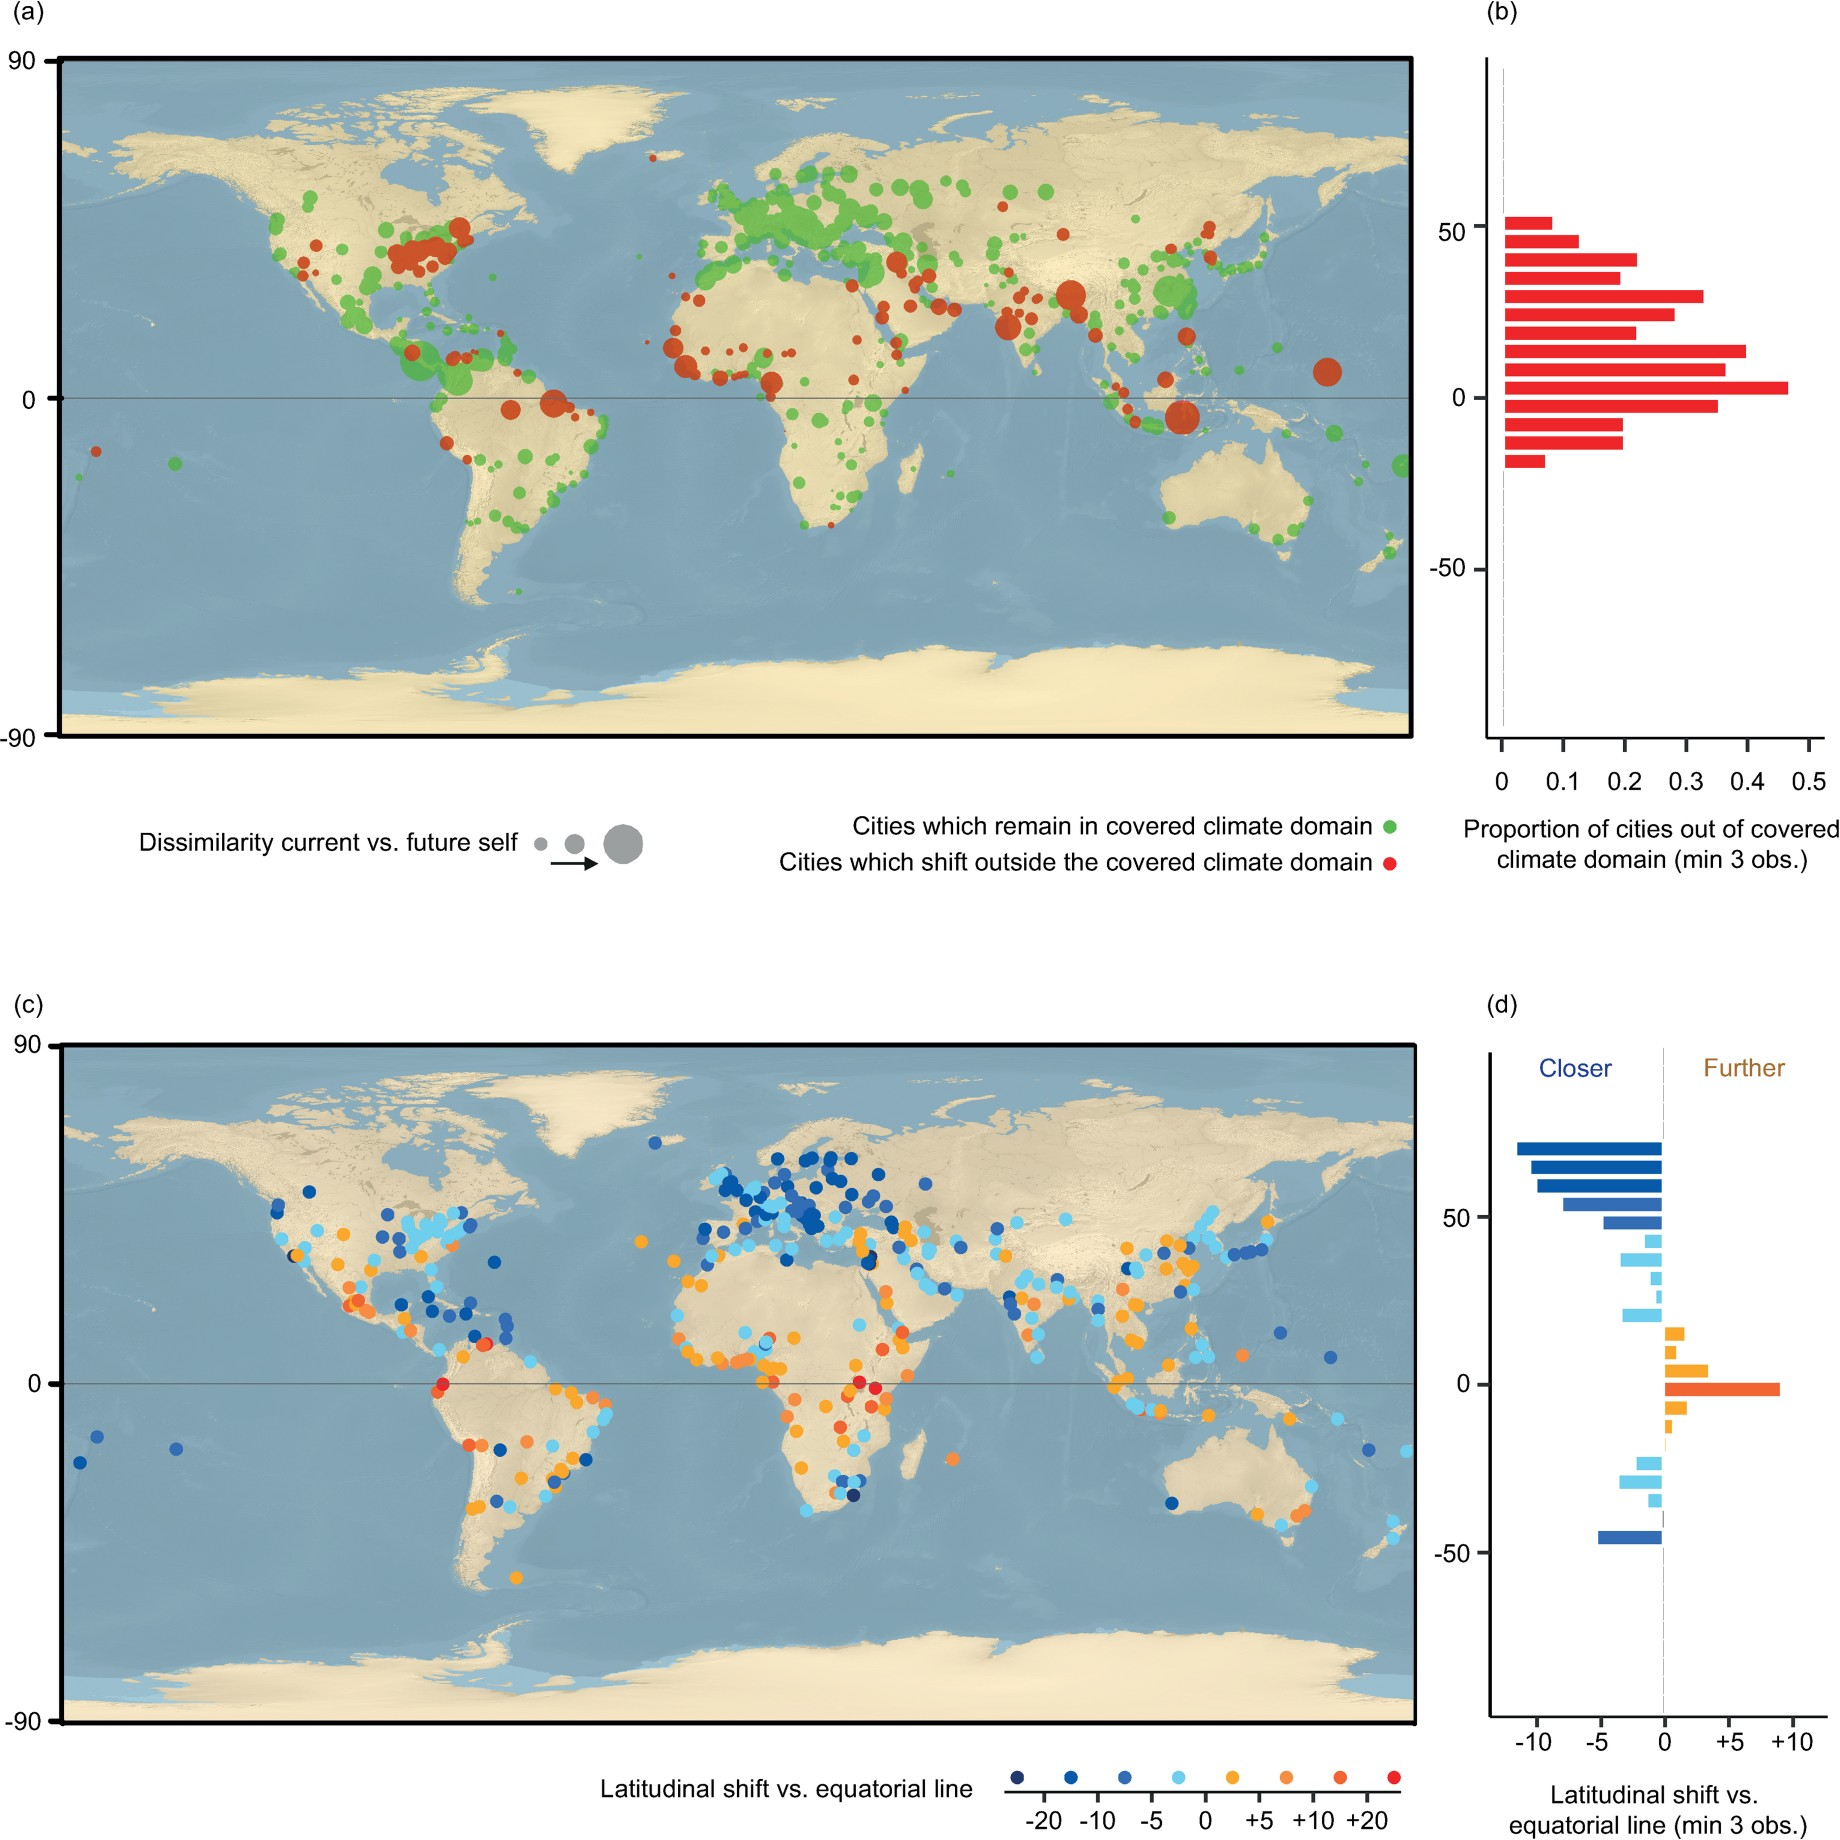 (a)
(b)
90
0
-90
50
0
-50
0 0.1 0.2 0.3 0.4 0.5
Proportion of cities out of covered
climate domain (min 3 obs.)
Dissimilarity current vs. future self
Cities which remain in covered climate domain
Cities which shift outside the covered climate domain
(c)
(d)
90
0
-90
Closer Further
50
0
-50
-10 -5 0 +5 +10
Latitudinal shift vs.
equatorial line (min 3 obs.)
Latitudinal shift vs. equatorial line
-20 -10 -5 0 +5 +10 +20